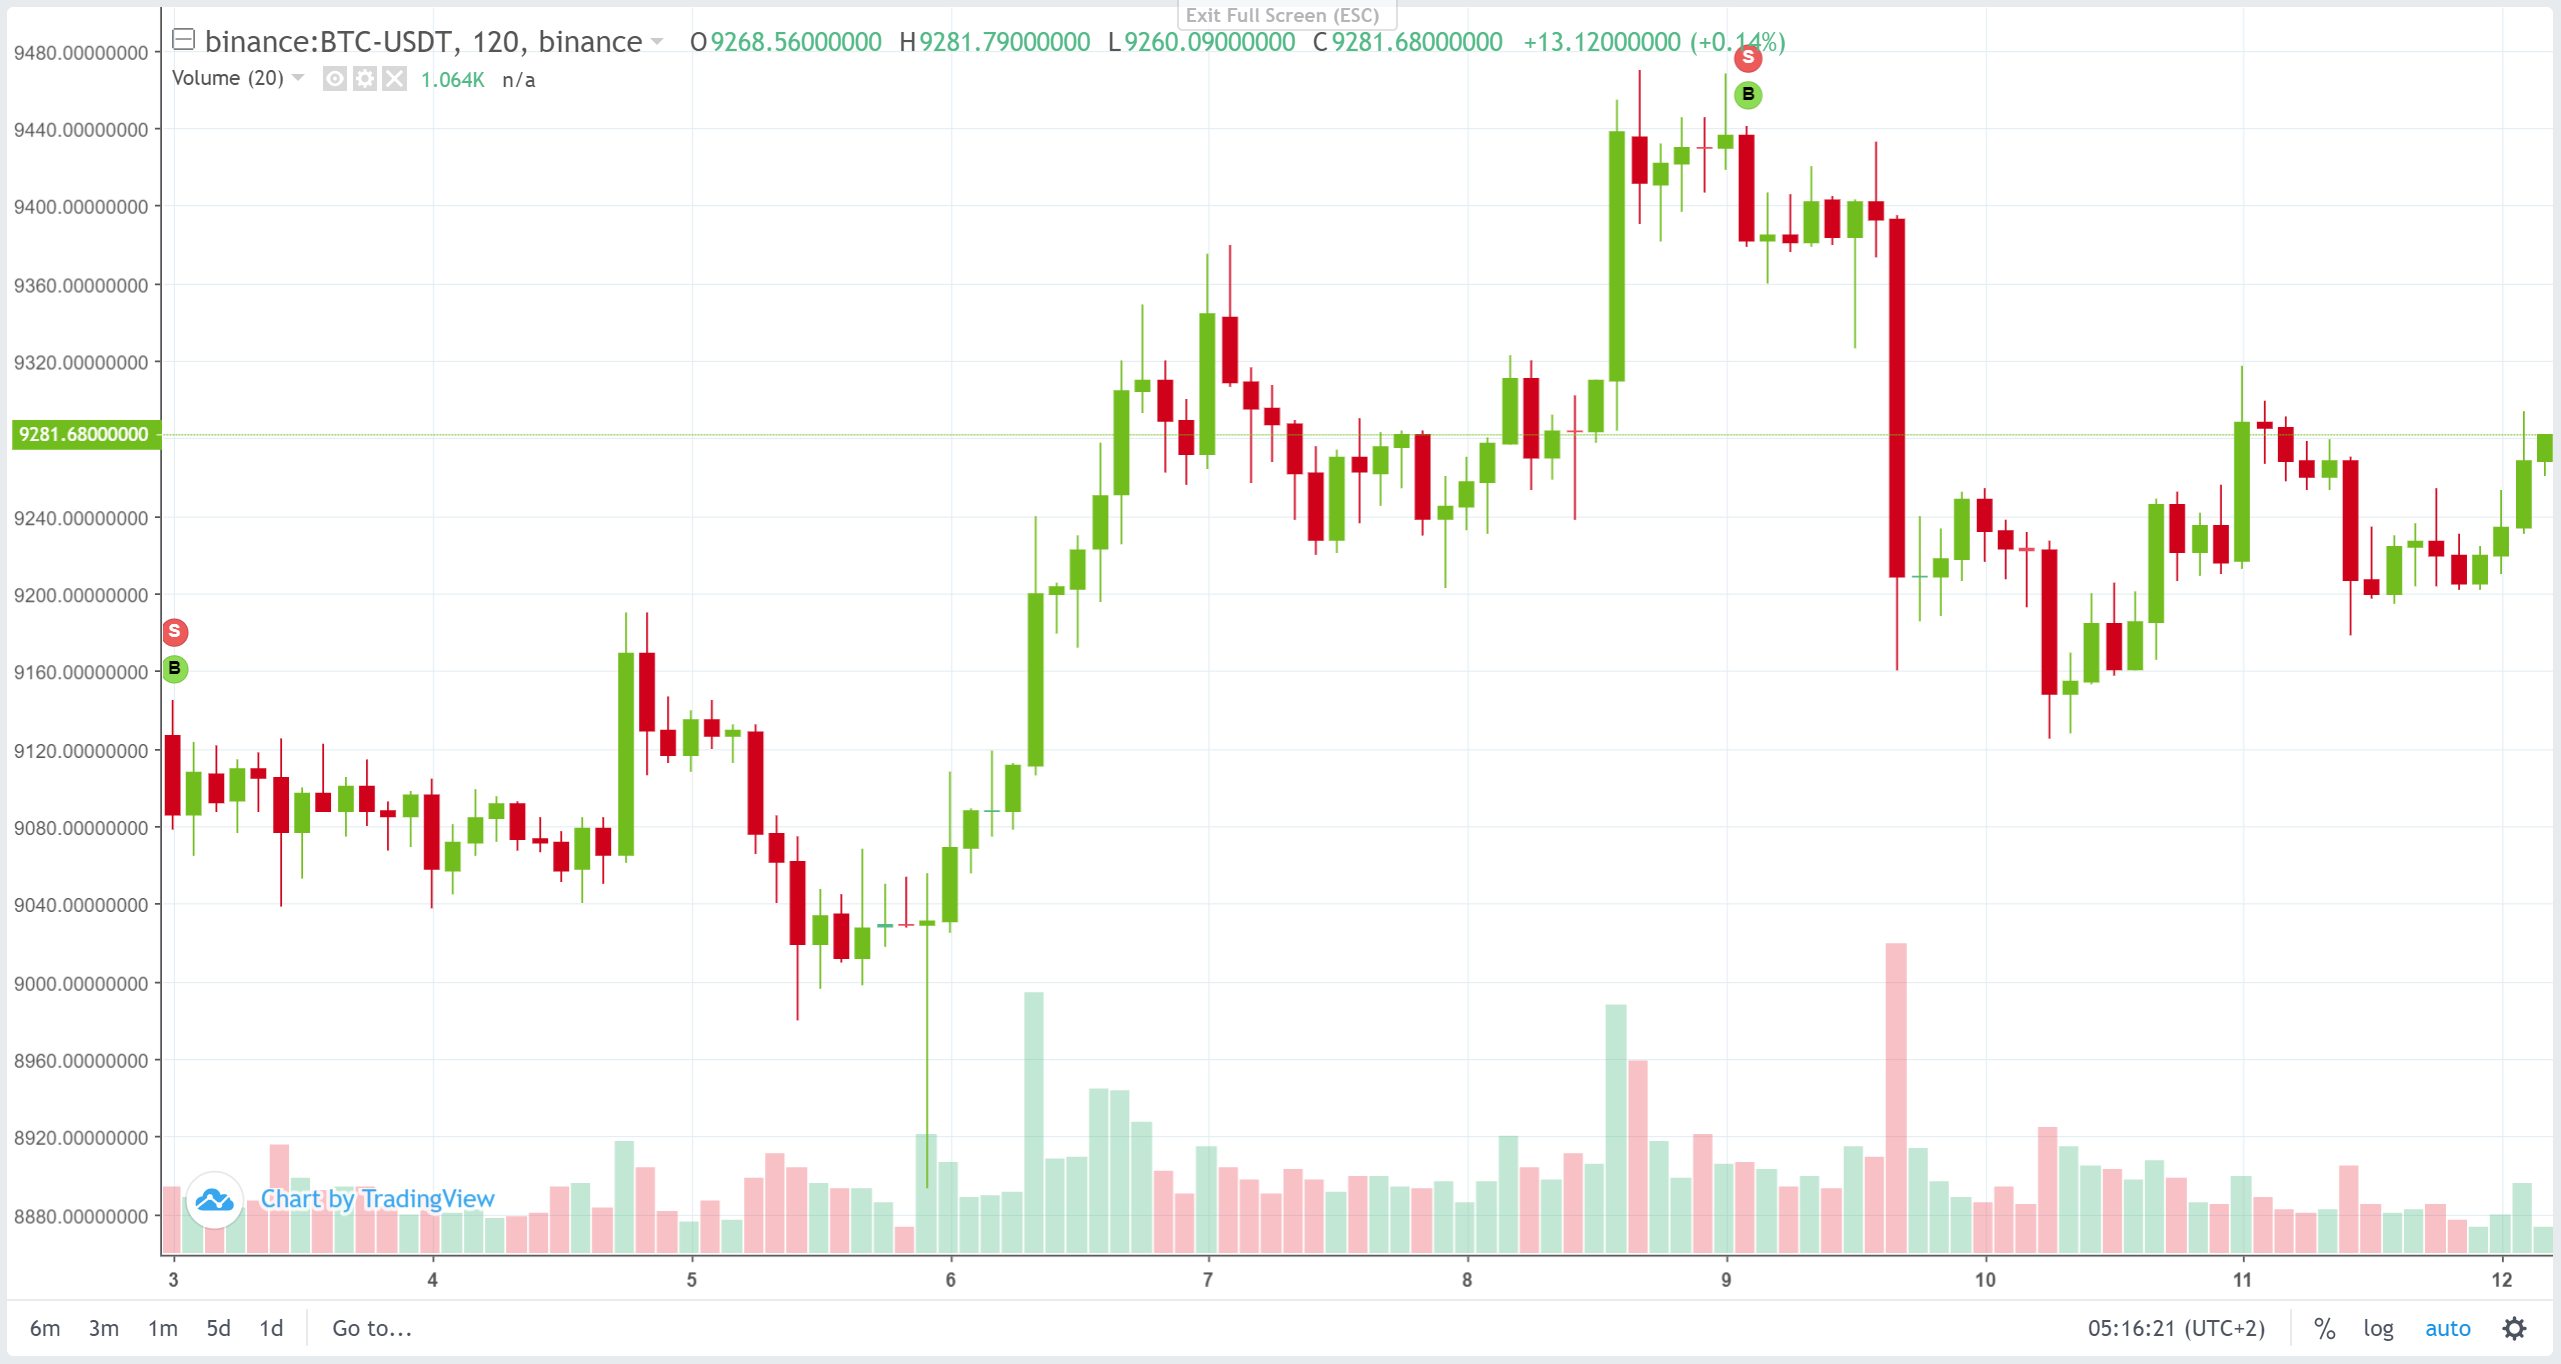 Exit Full Screen (ESC)
binance:BTC-USDT, 120, binance O9268.56000000 H9281.79000000 L9260.09000000 C9281.68000000 +13.12000000 (+0.14%)
Volume (20) 1.064K n/a
9480.00000000
9440.00000000
9400.00000000
9360.00000000
9320.00000000
9281.68000000
9240.00000000
9200.00000000
9160.00000000
9120.00000000
9080.00000000
9040.00000000
9000.00000000
8960.00000000
8920.00000000
8880.00000000
S
B
S
B
Chart by TradingView
3 4 5 6 7 8 9 10 11 12
6m 3m 1m 5d 1d Go to... 05:16:21 (UTC+2) % log auto